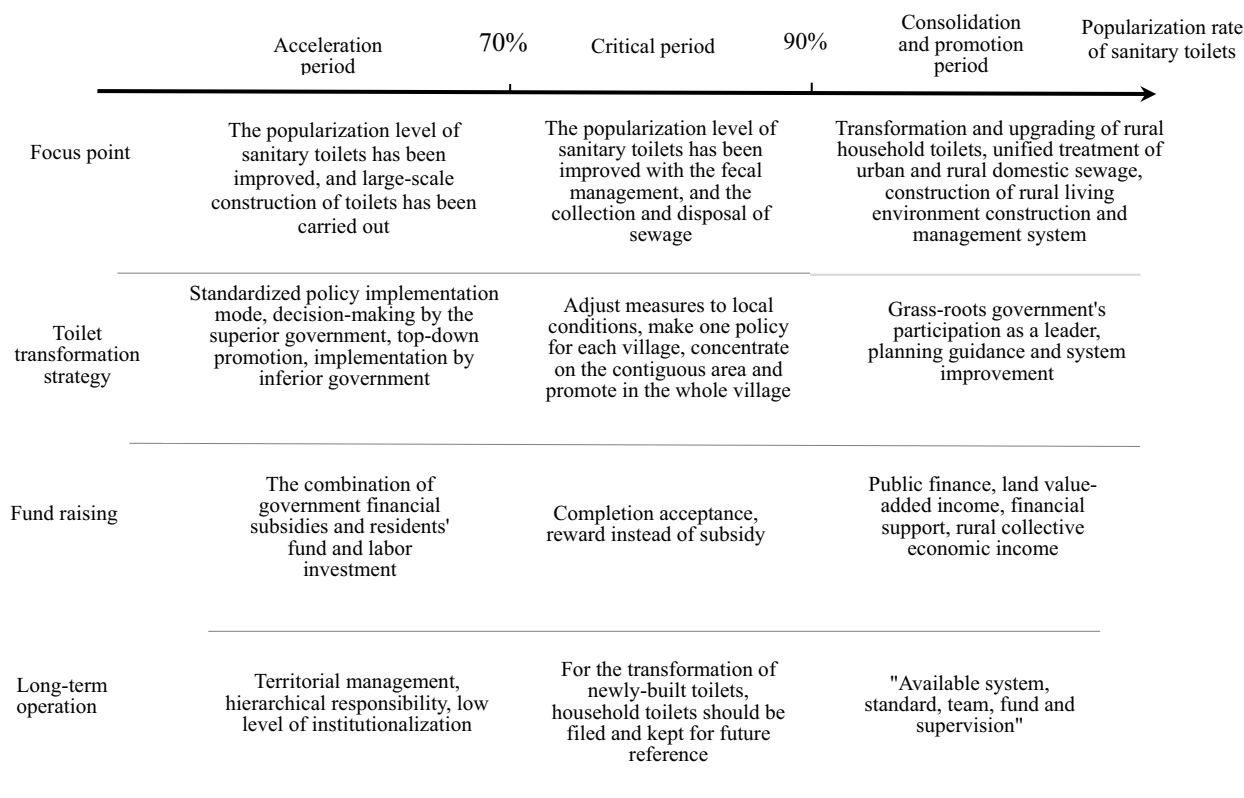 Acceleration
period
70%
Critical period
90%
Consolidation
and promotion
period
Popularization rate
of sanitary toilets
Focus point
The popularization level of
sanitary toilets has been
improved, and large-scale
construction of toilets has been
carried out
The popularization level of
sanitary toilets has been
improved with the fecal
management, and the
collection and disposal of
sewage
Transformation and upgrading of rural
household toilets, unified treatment of
urban and rural domestic sewage,
construction of rural living
environment construction and
management system
Toilet
transformation
strategy
Standardized policy implementation
mode, decision-making by the
superior government, top-down
promotion, implementation by
inferior government
Adjust measures to local
conditions, make one policy
for each village, concentrate
on the contiguous area and
promote in the whole village
Grass-roots government's
participation as a leader,
planning guidance and system
improvement
Fund raising
The combination of
government financial
subsidies and residents'
fund and labor
investment
Completion acceptance,
reward instead of subsidy
Public finance, land value-
added income, financial
support, rural collective
economic income
Long-term
operation
Territorial management,
hierarchical responsibility, low
level of institutionalization
For the transformation of
newly-built toilets,
household toilets should be
filed and kept for future
reference
"Available system,
standard, team, fund and
supervision"